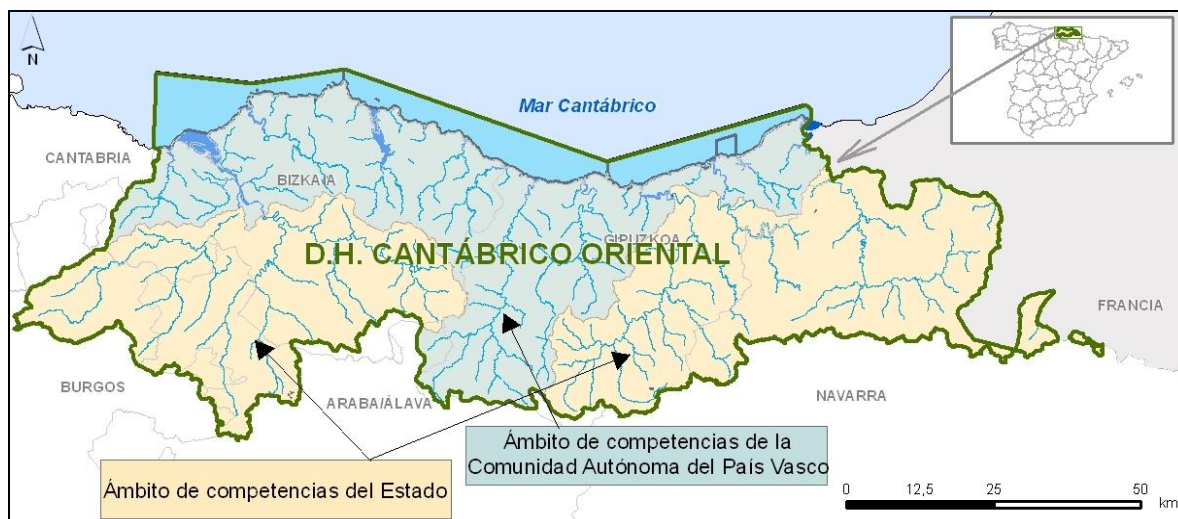 N
Mar Cantábrico
CANTABRIA
BIZKAIA
GIPUZKOA
D.H. CANTÁBRICO ORIENTAL
FRANCIA
BURGOS
ARABA/ÁLAVA
NAVARRA
Ámbito de competencias de la
Comunidad Autónoma del País Vasco
Ámbito de competencias del Estado
0 12,5 25 50
km